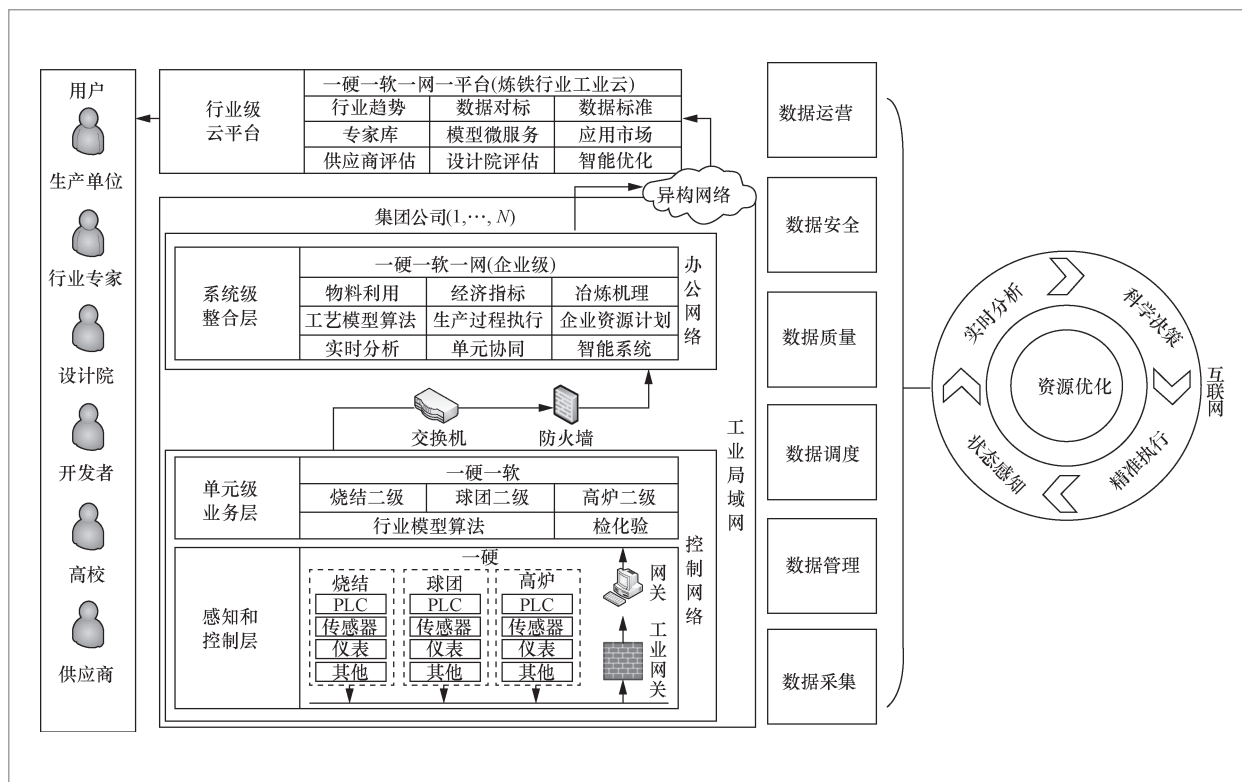 用户
生产单位
行业专家
设计院
开发者
高校
供应商
行业级
云平台
一硬一软一网一平台(炼铁行业工业云)
行业趋势 数据对标 数据标准
专家库 模型微服务 应用市场
供应商评估 设计院评估 智能优化
异构网络
集团公司(1,⋯, N)
系统级
整合层
一硬一软一网(企业级)
物料利用 经济指标 冶炼机理
工艺模型算法 生产过程执行 企业资源计划
实时分析 单元协同 智能系统
办公网络
交换机
防火墙
工业局域网
单元级
业务层
一硬一软
烧结二级 球团二级 高炉二级
行业模型算法 检化验
控制网络
感知和
控制层
一硬
烧结 球团 高炉
PLC PLC PLC
传感器 传感器 传感器
仪表 仪表 仪表
其他 其他 其他
网关
工业网关
数据运营
数据安全
数据质量
数据调度
数据管理
数据采集
实时分析
科学决策
精准执行
状态感知
资源优化
互联网